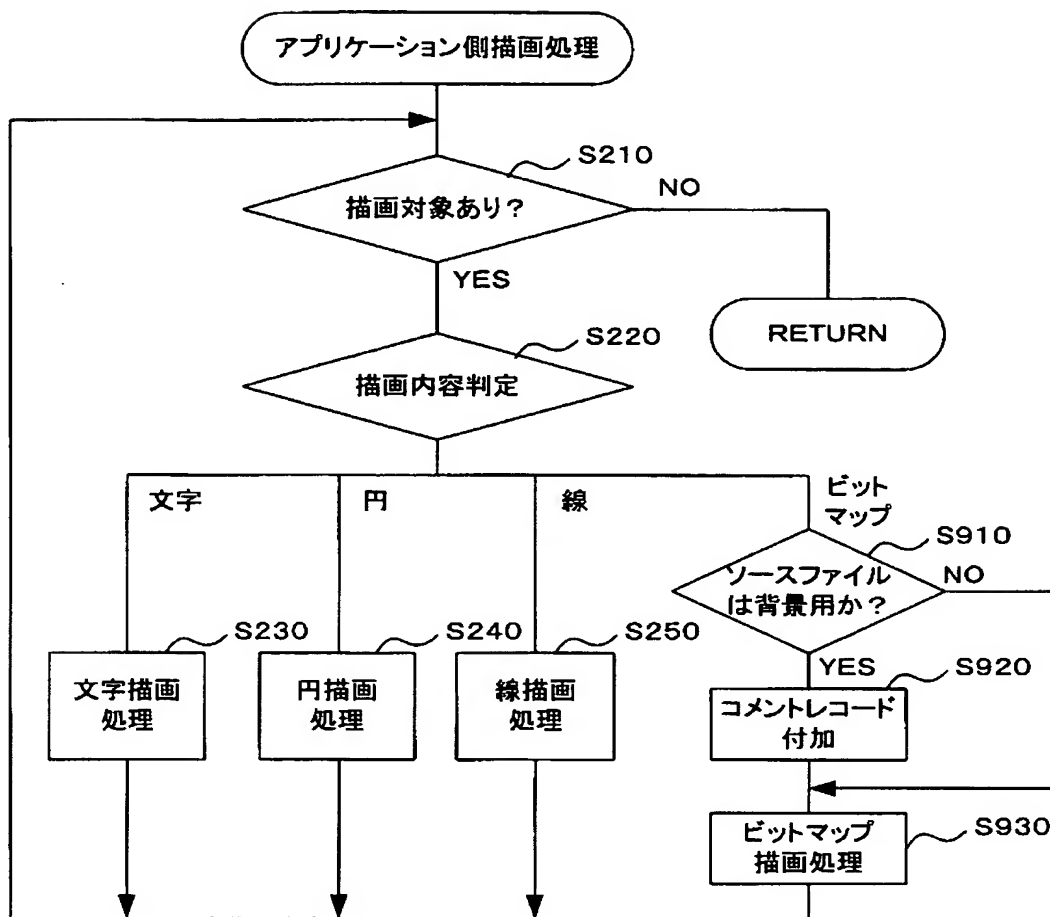 アプリケーション側描画処理
S210
描画対象あり?
NO
YES
RETURN
S220
描画内容判定
文字
円
線
ビット
マップ
S910
ソースファイル
は背景用か?
NO
YES
S230
文字描画
処理
S240
円描画
処理
S250
線描画
処理
S920
コメントレコード
付加
S930
ビットマップ
描画処理